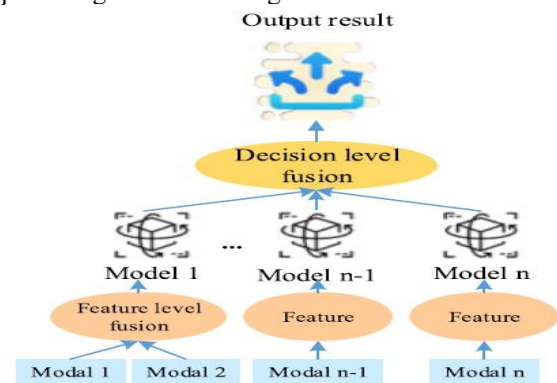 Output result
Decision level
fusion
...
Model 1
Model n-1
Model n
Feature level
fusion
Feature
Feature
Modal 1
Modal 2
Modal n-1
Modal n